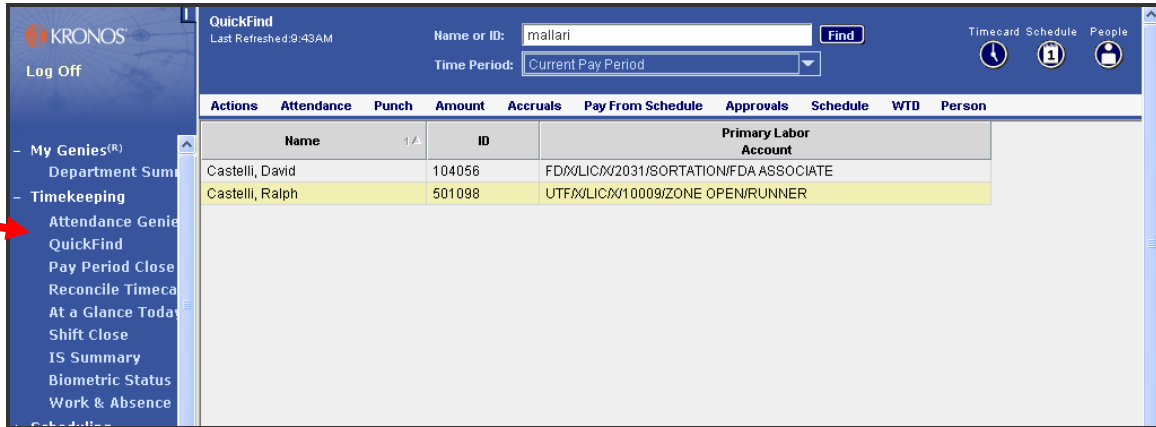 KRONOS
Log Off
QuickFind
Last Refreshed:9:43AM
Name or ID: mallari Find
Time Period: Current Pay Period
Timecard Schedule People
1
Actions Attendance Punch Amount Accruals Pay From Schedule Approvals Schedule WTD Person
Name 1 ID Primary Labor
Account
Castelli, David 104056 FD/X/LIC/X/2031/SORTATION/FDA ASSOCIATE
Castelli, Ralph 501098 UTF/X/LIC/X/10009/ZONE OPEN/RUNNER
– My Genies(R)
Department Sum
– Timekeeping
Attendance Genie
QuickFind
Pay Period Close
Reconcile Timeca
At a Glance Today
Shift Close
IS Summary
Biometric Status
Work & Absence